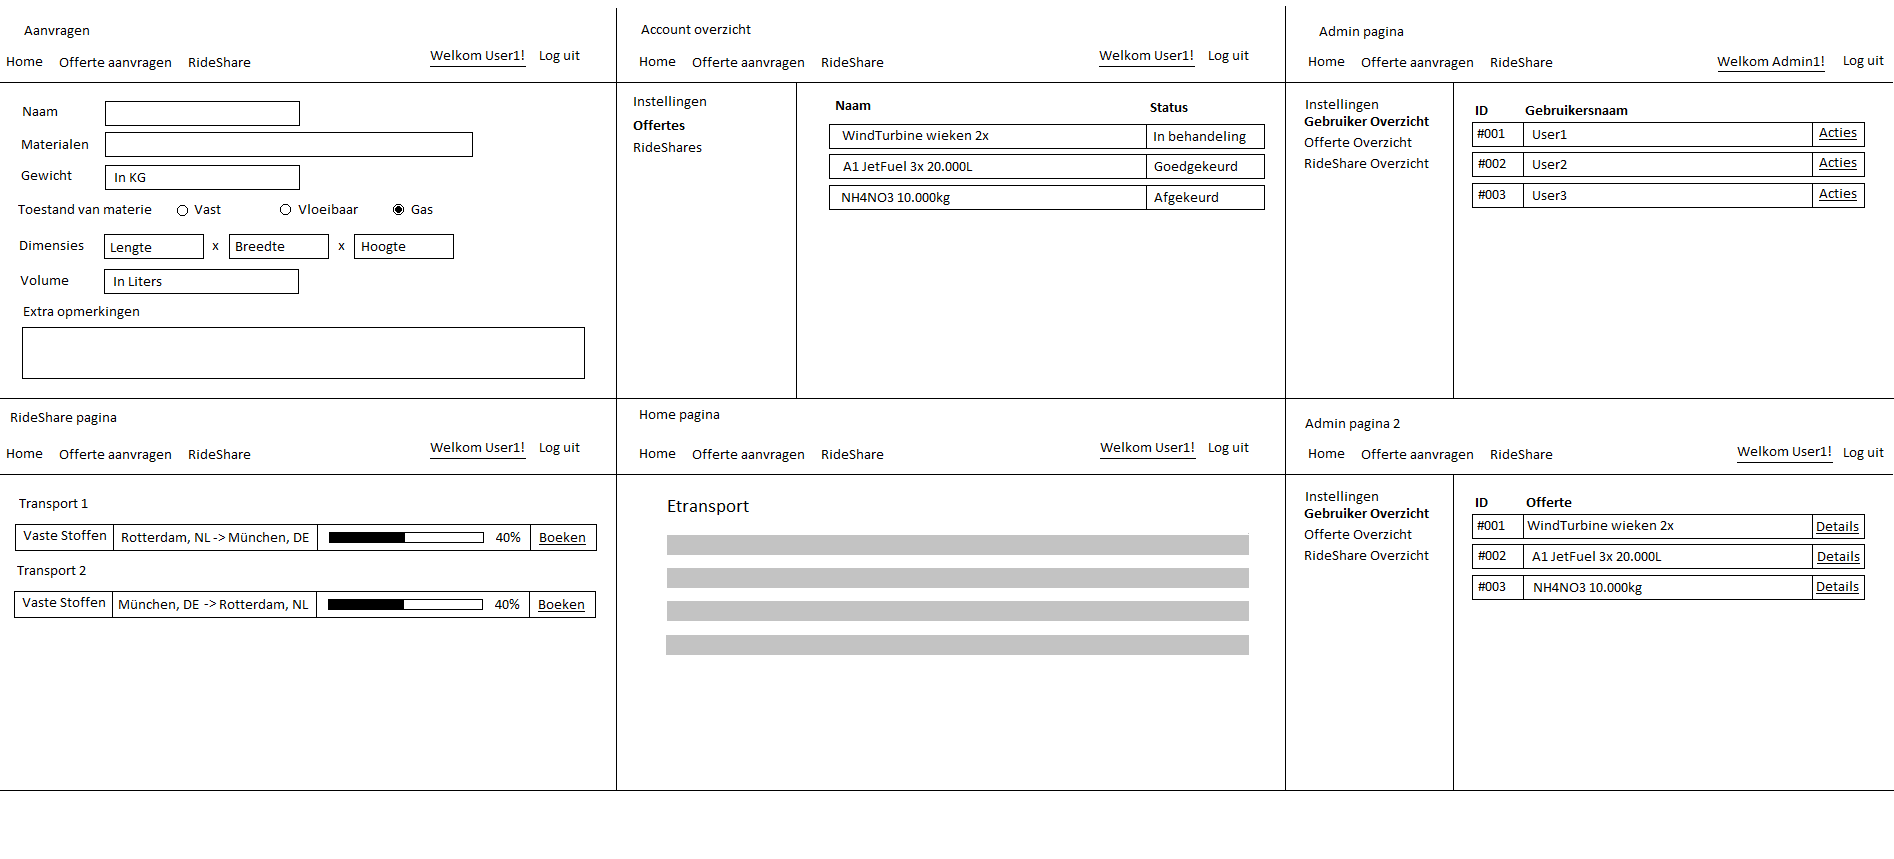 Aanvragen
Home Offerte aanvragen RideShare Welkom User1! Log uit
Naam
Materialen
Gewicht In KG
Toestand van materie Vast Vloeibaar Gas
Dimensies Lengte x Breedte x Hoogte
Volume In Liters
Extra opmerkingen
Account overzicht
Home Offerte aanvragen RideShare Welkom User1! Log uit
Instellingen
Offertes
RideShares
Naam Status
WindTurbine wieken 2x In behandeling
A1 JetFuel 3x 20.000L Goedgekeurd
NH4NO3 10.000kg Afgekeurd
Admin pagina
Home Offerte aanvragen RideShare Welkom Admin1! Log uit
Instellingen
Gebruiker Overzicht
Offerte Overzicht
RideShare Overzicht
ID Gebruikersnaam
#001 User1 Acties
#002 User2 Acties
#003 User3 Acties
RideShare pagina
Home Offerte aanvragen RideShare Welkom User1! Log uit
Transport 1
Vaste Stoffen Rotterdam, NL -> München, DE 40% Boeken
Transport 2
Vaste Stoffen München, DE -> Rotterdam, NL 40% Boeken
Home pagina
Home Offerte aanvragen RideShare Welkom User1! Log uit
Etransport
Admin pagina 2
Home Offerte aanvragen RideShare Welkom User1! Log uit
Instellingen
Gebruiker Overzicht
Offerte Overzicht
RideShare Overzicht
ID Offerte
#001 WindTurbine wieken 2x Details
#002 A1 JetFuel 3x 20.000L Details
#003 NH4NO3 10.000kg Details